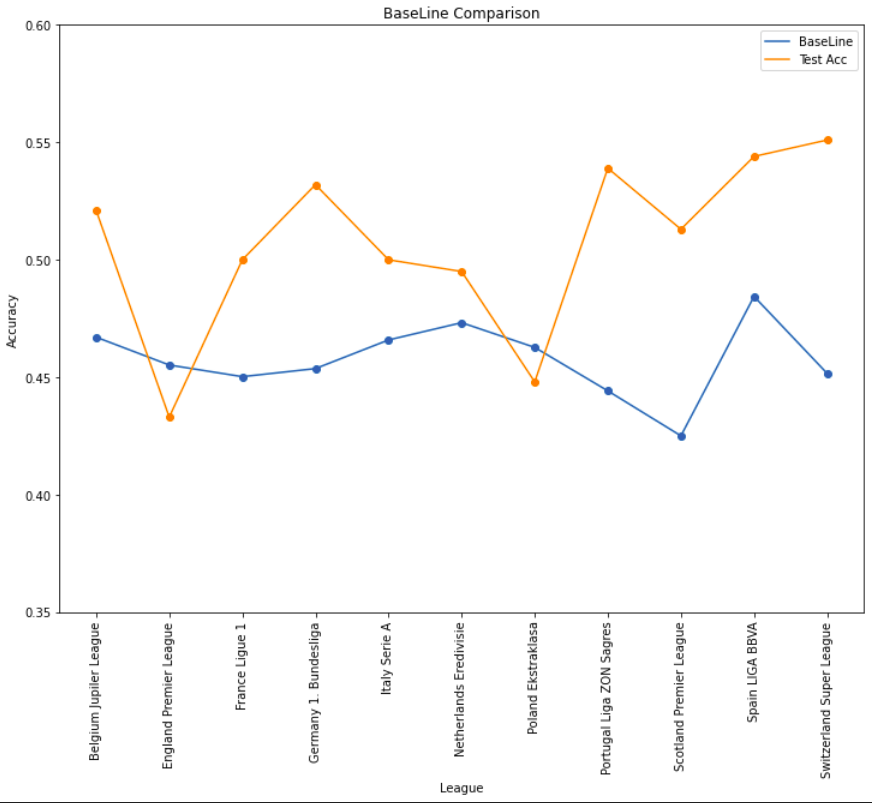 BaseLine Comparison
BaseLine
Test Acc
Accuracy
0.60
0.55
0.50
0.45
0.40
0.35
Belgium Jupiler League
England Premier League
France Ligue 1
Germany 1. Bundesliga
Italy Serie A
Netherlands Eredivisie
Poland Ekstraklasa
Portugal Liga ZON Sagres
Scotland Premier League
Spain LIGA BBVA
Switzerland Super League
League